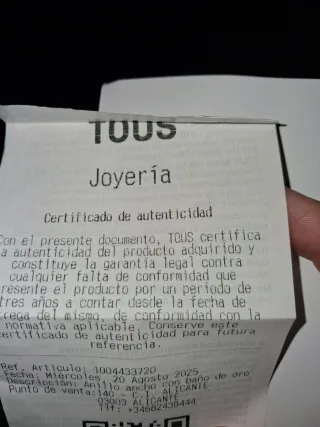 TOUS
Joyería
Certificado de autenticidad
Con el presente documento, TOUS certifica
a autenticidad del producto adquirido y
constituye la garantía legal contra
cualquier falta de conformidad que
presente el producto por un periodo de
tres años a contar desde la fecha de
trega del mismo, de conformidad con la
normativa aplicable. Conserve este
certificado de autenticidad para futura
referencia.
Ref. Artículo: 1004433720
Fecha: Miércoles, 20 Agosto 2025
Descripción: Anillo ancho con baño de oro
Punto de venta:140 - C.I. ALICANTE
03003 ALICANTE
Tlf: +34682438444